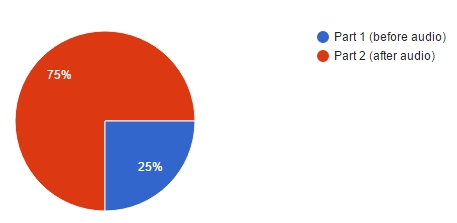 Part 1 (before audio)
Part 2 (after audio)
75%
25%